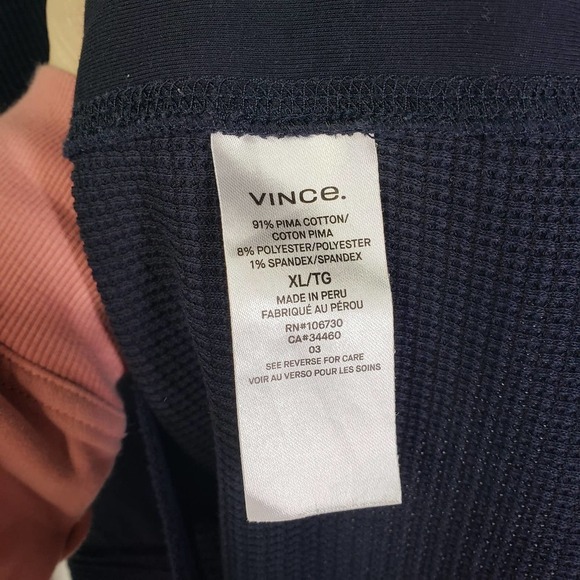 VINCE.
91% PIMA COTTON/
COTON PIMA
8% POLYESTER/POLYESTER
1% SPANDEX/SPANDEX
XL/TG
MADE IN PERU
FABRIQUÉ AU PÉROU
RN#106730
CA#34460
03
SEE REVERSE FOR CARE
VOIR AU VERSO POUR LES SOINS